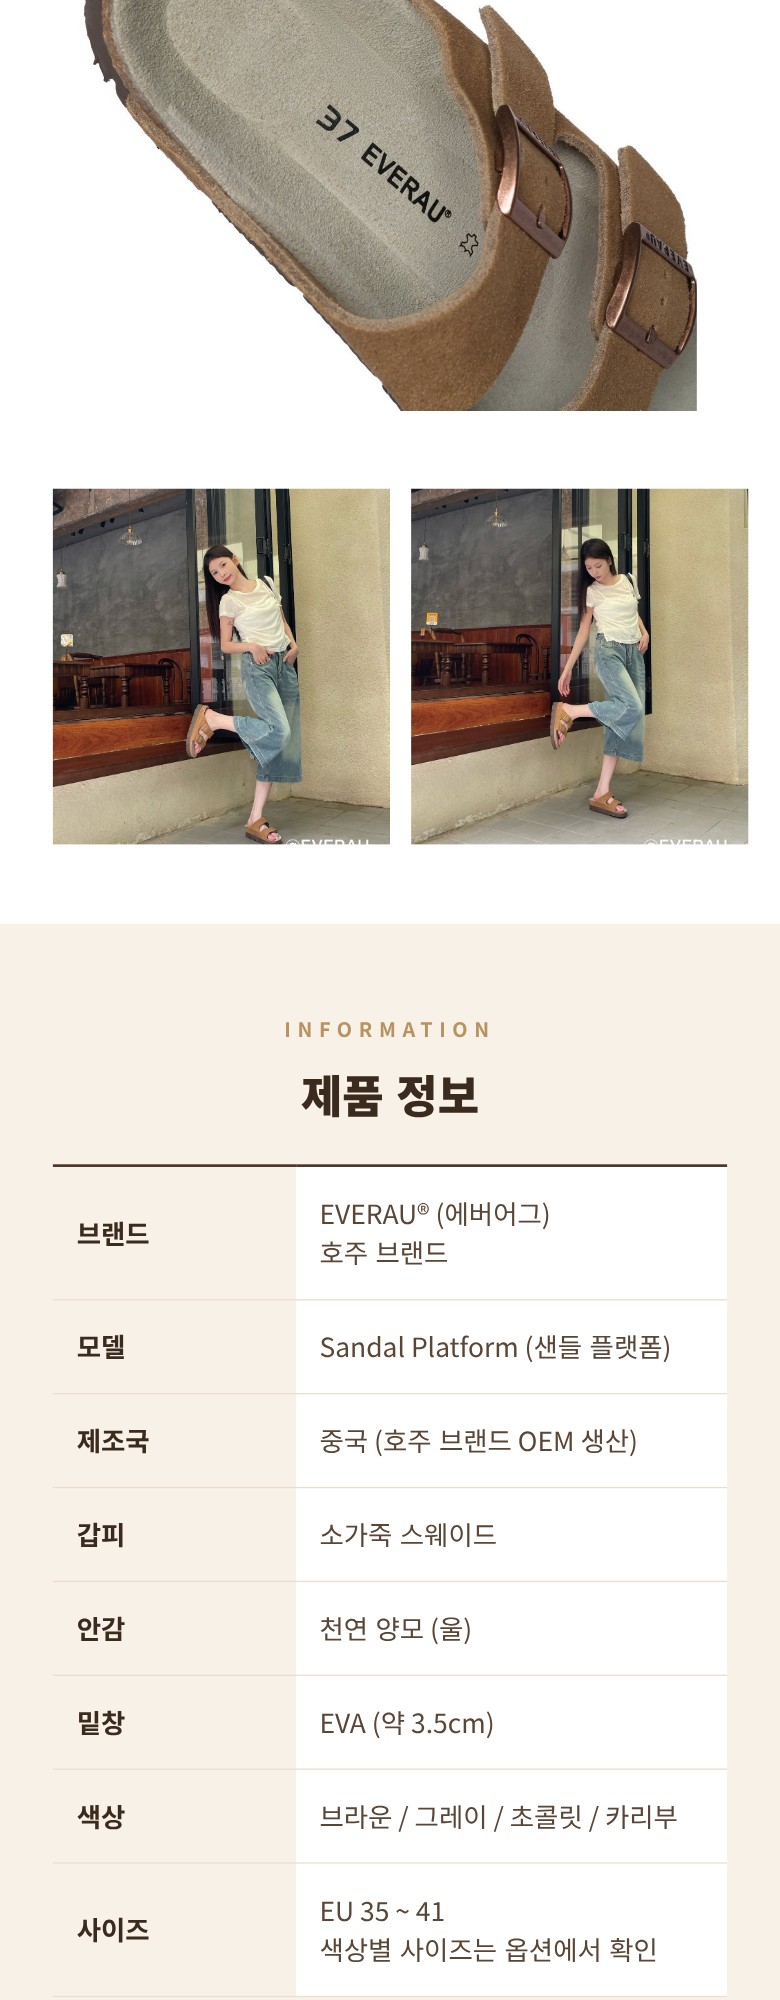 37 EVERAU®
EVERAU
©EVERAU
©EVERAU
INFORMATION
제품 정보
브랜드
EVERAU® (에버어그)
호주 브랜드
모델
Sandal Platform (샌들 플랫폼)
제조국
중국 (호주 브랜드 OEM 생산)
갑피
소가죽 스웨이드
안감
천연 양모 (울)
밑창
EVA (약 3.5cm)
색상
브라운 / 그레이 / 초콜릿 / 카리부
사이즈
EU 35 ~ 41
색상별 사이즈는 옵션에서 확인